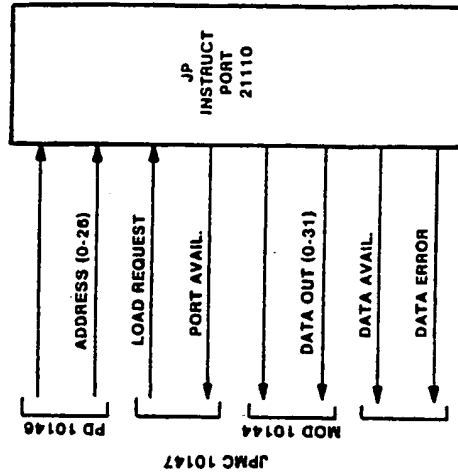 JP
INSTRUCT
PORT
21110
PD 10146
ADDRESS (0-26)
LOAD REQUEST
PORT AVAIL.
MOD 10144
DATA OUT (0-31)
DATA AVAIL.
DATA ERROR
JPMC 10147